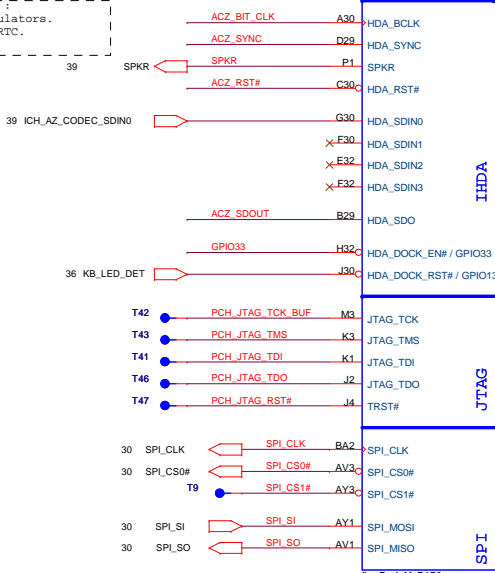 :
ulators.
RTC.
ACZ_BIT_CLK A30 HDA_BCLK
ACZ_SYNC D29 HDA_SYNC
39 SPKR SPKR P1 SPKR
ACZ_RST# C30 HDA_RST#
39 ICH_AZ_CODEC_SDIN0 G30 HDA_SDIN0
F30 HDA_SDIN1
E32 HDA_SDIN2
F32 HDA_SDIN3
IHDA
ACZ_SDOUT B29 HDA_SDO
GPIO33 H32 HDA_DOCK_EN# / GPIO33
36 KB_LED_DET J30 HDA_DOCK_RST# / GPIO13
T42 PCH_JTAG_TCK_BUF M3 JTAG_TCK
T43 PCH_JTAG_TMS K3 JTAG_TMS
T41 PCH_JTAG_TDI K1 JTAG_TDI
T46 PCH_JTAG_TDO J2 JTAG_TDO
T47 PCH_JTAG_RST# J4 TRST#
JTAG
30 SPI_CLK SPI_CLK BA2 SPI_CLK
30 SPI_CS0# SPI_CS0# AV3 SPI_CS0#
T9 SPI_CS1# AY3 SPI_CS1#
30 SPI_SI SPI_SI AY1 SPI_MOSI
30 SPI_SO SPI_SO AV1 SPI_MISO
SPI